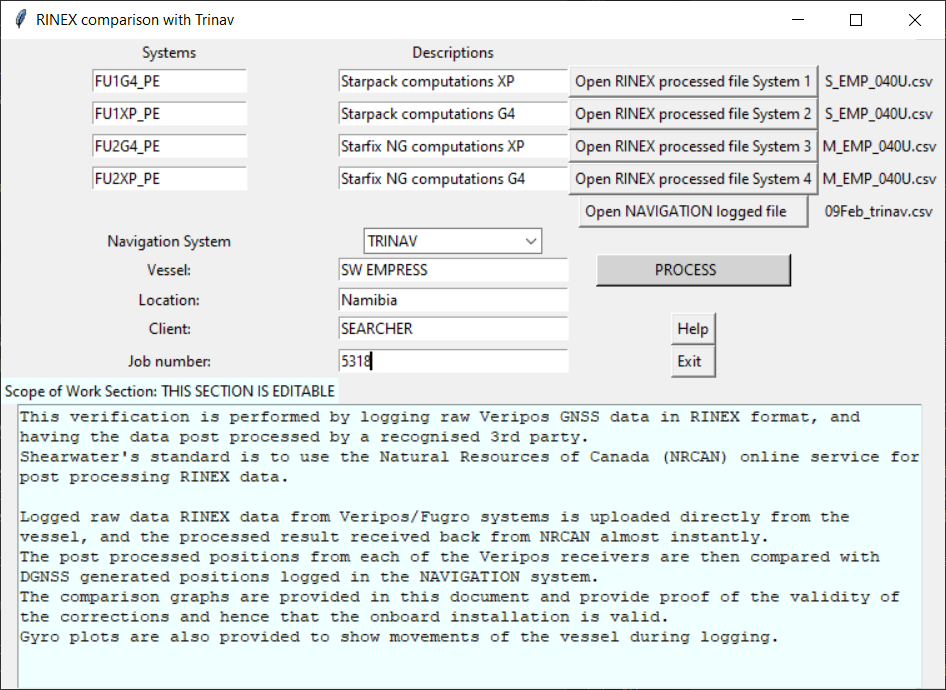 RINEX comparison with Trinav
Systems Descriptions
FU1G4_PE Starpack computations XP Open RINEX processed file System 1 S_EMP_040U.csv
FU1XP_PE Starpack computations G4 Open RINEX processed file System 2 S_EMP_040U.csv
FU2G4_PE Starfix NG computations XP Open RINEX processed file System 3 M_EMP_040U.csv
FU2XP_PE Starfix NG computations G4 Open RINEX processed file System 4 M_EMP_040U.csv
Open NAVIGATION logged file 09Feb_trinav.csv
Navigation System TRINAV
Vessel: SW EMPRESS PROCESS
Location: Namibia
Client: SEARCHER Help
Job number: 5318 Exit
Scope of Work Section: THIS SECTION IS EDITABLE
This verification is performed by logging raw Veripos GNSS data in RINEX format, and
having the data post processed by a recognised 3rd party.
Shearwater's standard is to use the Natural Resources of Canada (NRCAN) online service for
post processing RINEX data.
Logged raw data RINEX data from Veripos/Fugro systems is uploaded directly from the
vessel, and the processed result received back from NRCAN almost instantly.
The post processed positions from each of the Veripos receivers are then compared with
DGNSS generated positions logged in the NAVIGATION system.
The comparison graphs are provided in this document and provide proof of the validity of
the corrections and hence that the onboard installation is valid.
Gyro plots are also provided to show movements of the vessel during logging.